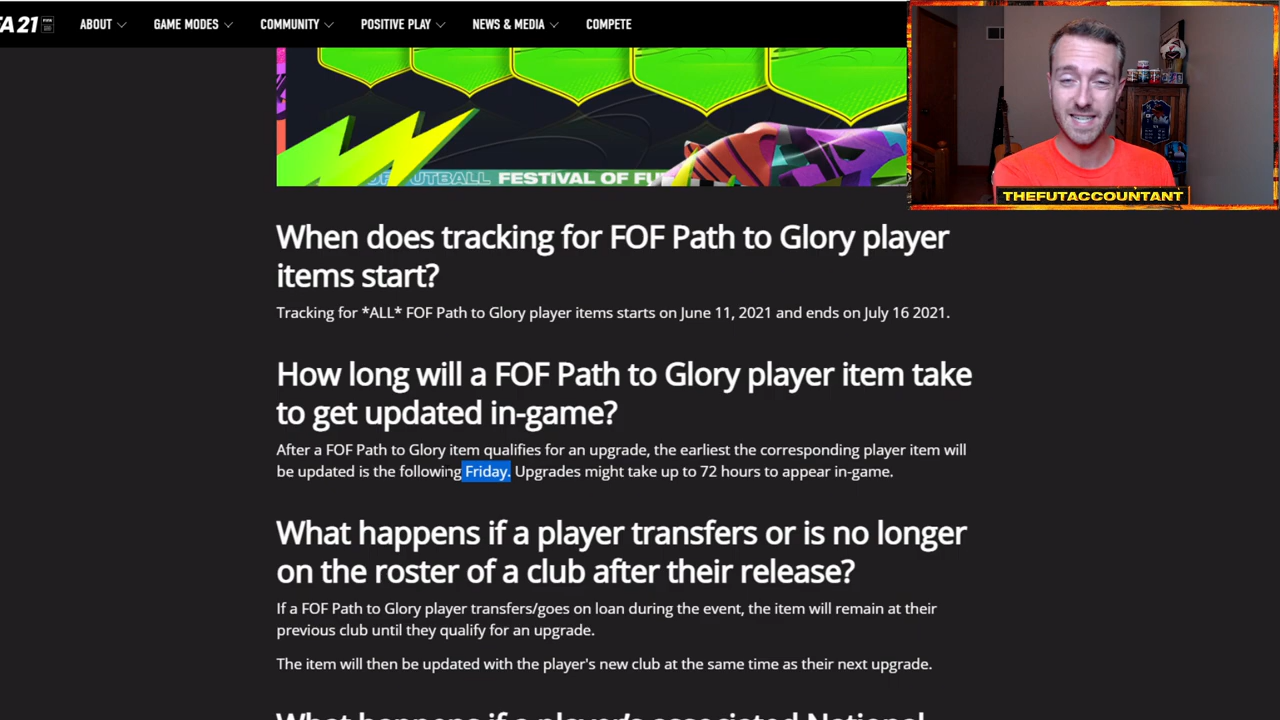 TA 21
ABOUT
GAME MODES
COMMUNITY
POSITIVE PLAY
NEWS & MEDIA
COMPETE
FESTIVAL OF FU
THEFUTACCOUNTANT
When does tracking for FOF Path to Glory player
items start?
Tracking for *ALL* FOF Path to Glory player items starts on June 11, 2021 and ends on July 16 2021.
How long will a FOF Path to Glory player item take
to get updated in-game?
After a FOF Path to Glory item qualifies for an upgrade, the earliest the corresponding player item will
be updated is the following Friday. Upgrades might take up to 72 hours to appear in-game.
What happens if a player transfers or is no longer
on the roster of a club after their release?
If a FOF Path to Glory player transfers/goes on loan during the event, the item will remain at their
previous club until they qualify for an upgrade.
The item will then be updated with the player's new club at the same time as their next upgrade.
What happens if a player's associated National